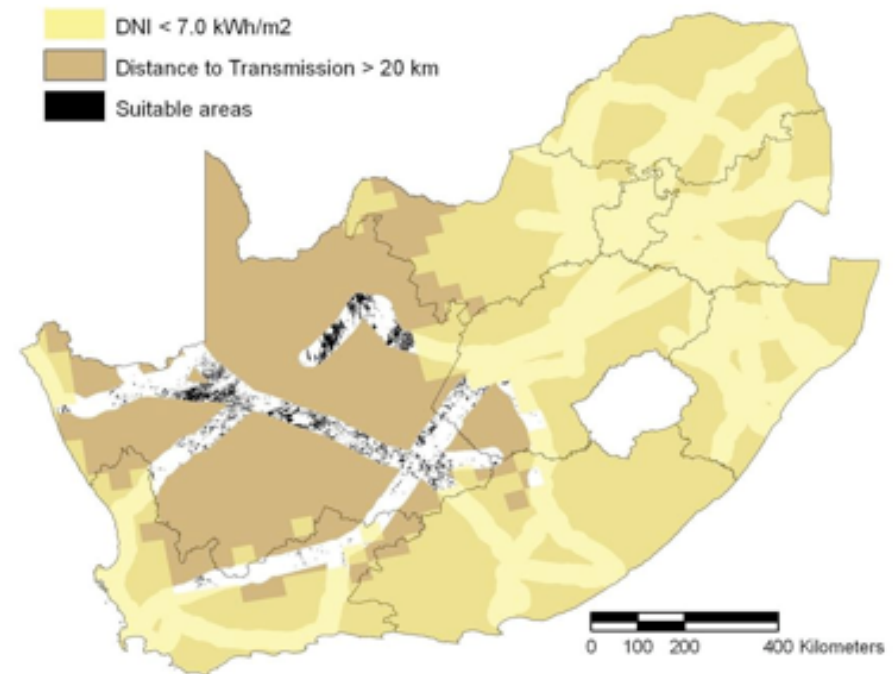 DNI < 7.0 kWh/m2
Distance to Transmission > 20 km
Suitable areas
0 100 200 400 Kilometers